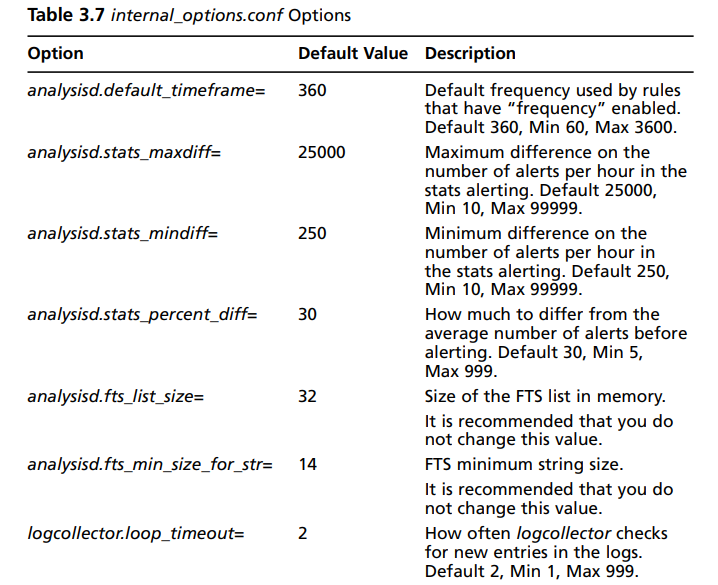 Table 3.7 internal_options.conf Options
Option Default Value Description
analysisd.default_timeframe= 360 Default frequency used by rules
that have “frequency” enabled.
Default 360, Min 60, Max 3600.
analysisd.stats_maxdiff= 25000 Maximum difference on the
number of alerts per hour in the
stats alerting. Default 25000,
Min 10, Max 99999.
analysisd.stats_mindiff= 250 Minimum difference on the
number of alerts per hour in
the stats alerting. Default 250,
Min 10, Max 99999.
analysisd.stats_percent_diff= 30 How much to differ from the
average number of alerts before
alerting. Default 30, Min 5,
Max 999.
analysisd.fts_list_size= 32 Size of the FTS list in memory.
It is recommended that you do
not change this value.
analysisd.fts_min_size_for_str= 14 FTS minimum string size.
It is recommended that you do
not change this value.
logcollector.loop_timeout= 2 How often logcollector checks
for new entries in the logs.
Default 2, Min 1, Max 999.